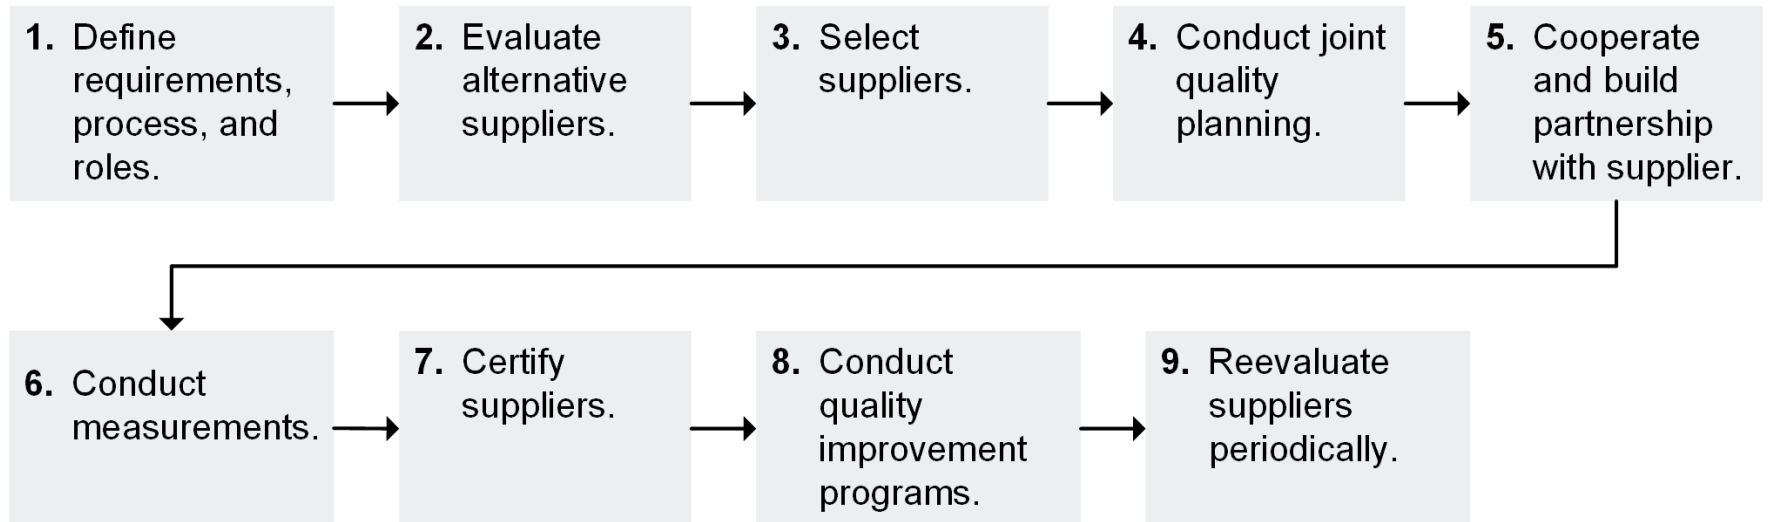 1. Define
requirements,
process, and
roles.
2. Evaluate
alternative
suppliers.
3. Select
suppliers.
4. Conduct joint
quality
planning.
5. Cooperate
and build
partnership
with supplier.
6. Conduct
measurements.
7. Certify
suppliers.
8. Conduct
quality
improvement
programs.
9. Reevaluate
suppliers
periodically.